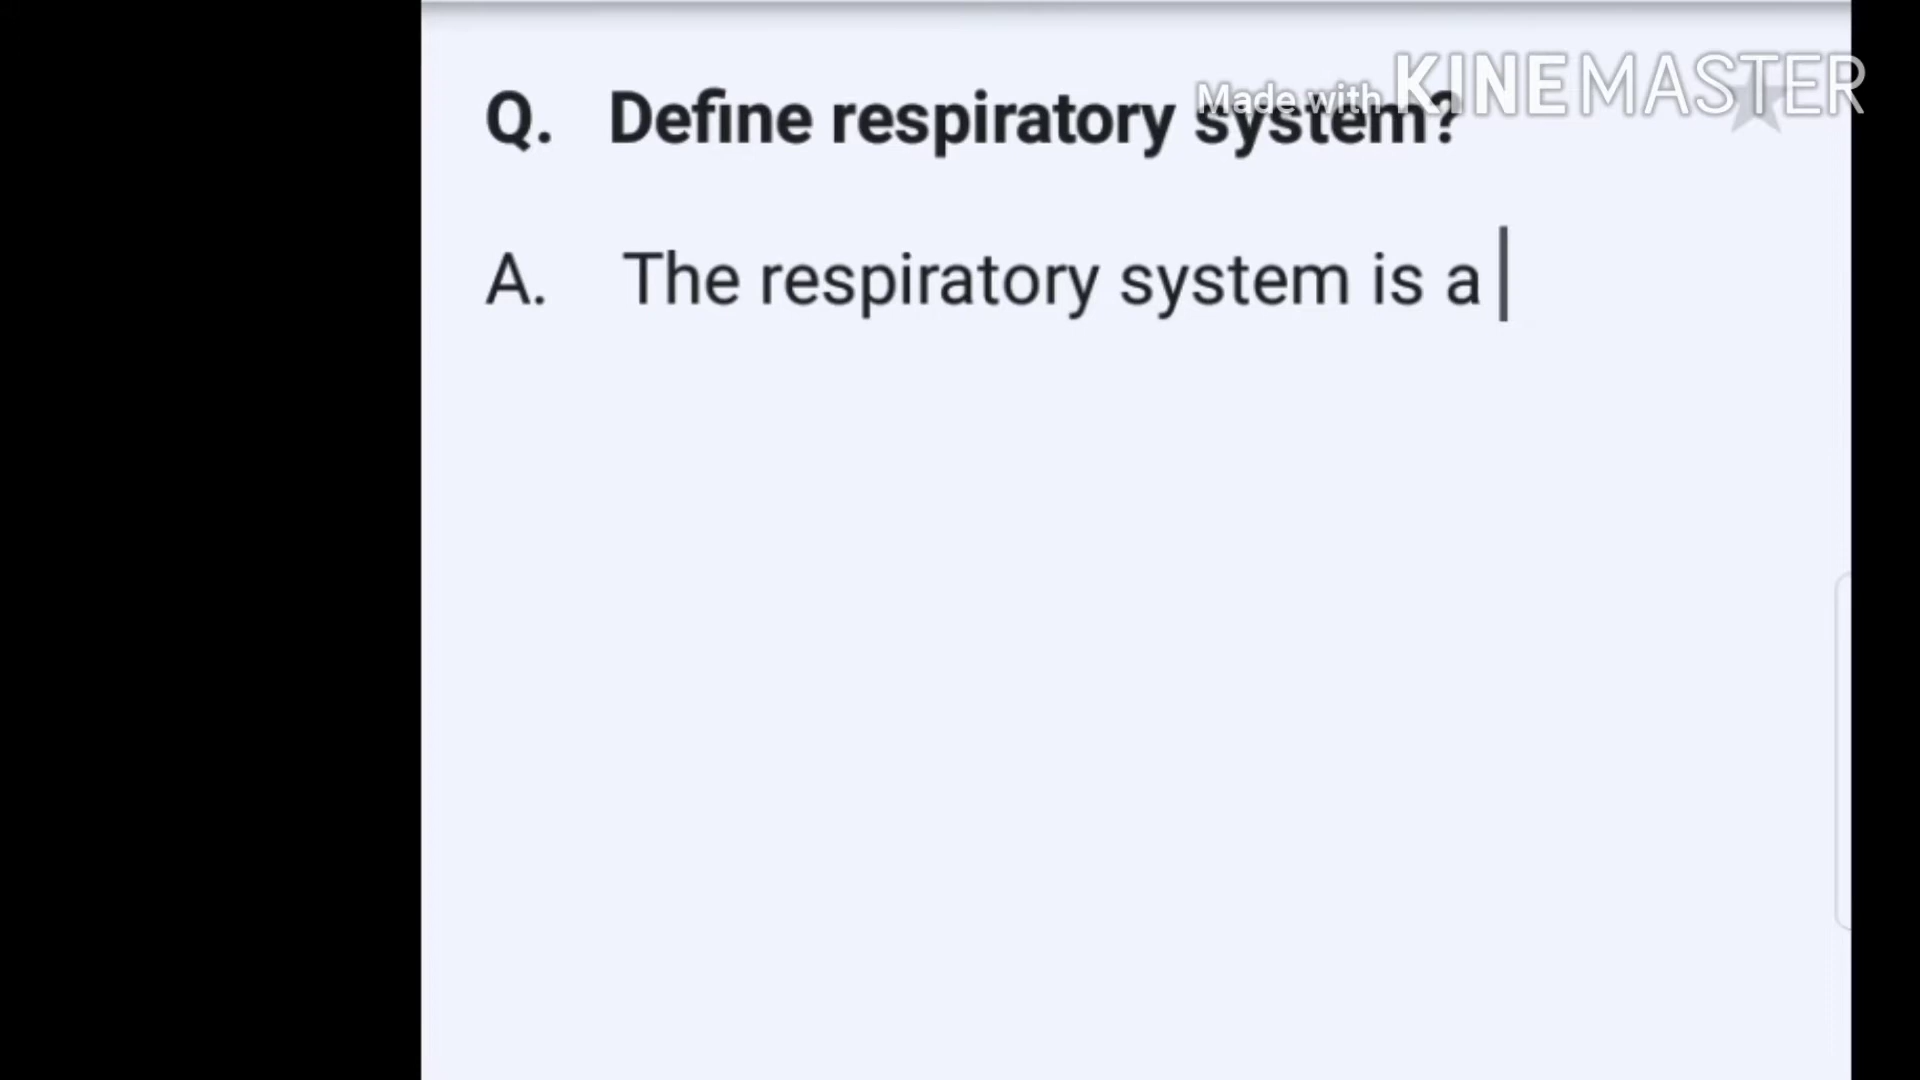 Made with KINEMASTER
Q. Define respiratory system?
A. The respiratory system is a